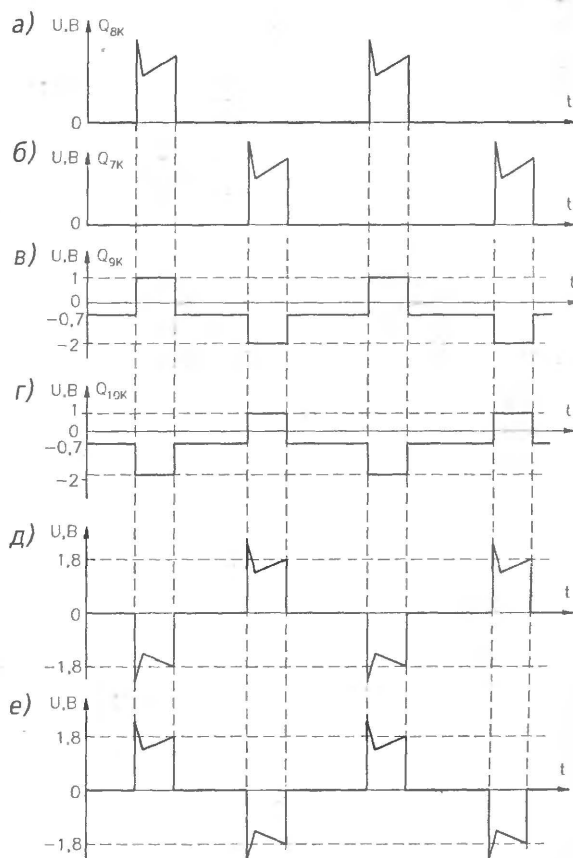 а) U,B Q8K
0 t
б) U,B Q7K
0 t
в) U,B Q9K
1
0 t
-0,7
-2
г) U,B Q10K
1
0 t
-0,7
-2
д) U,B
1,8
0 t
-1,8
е) U,B
1,8
0 t
-1,8